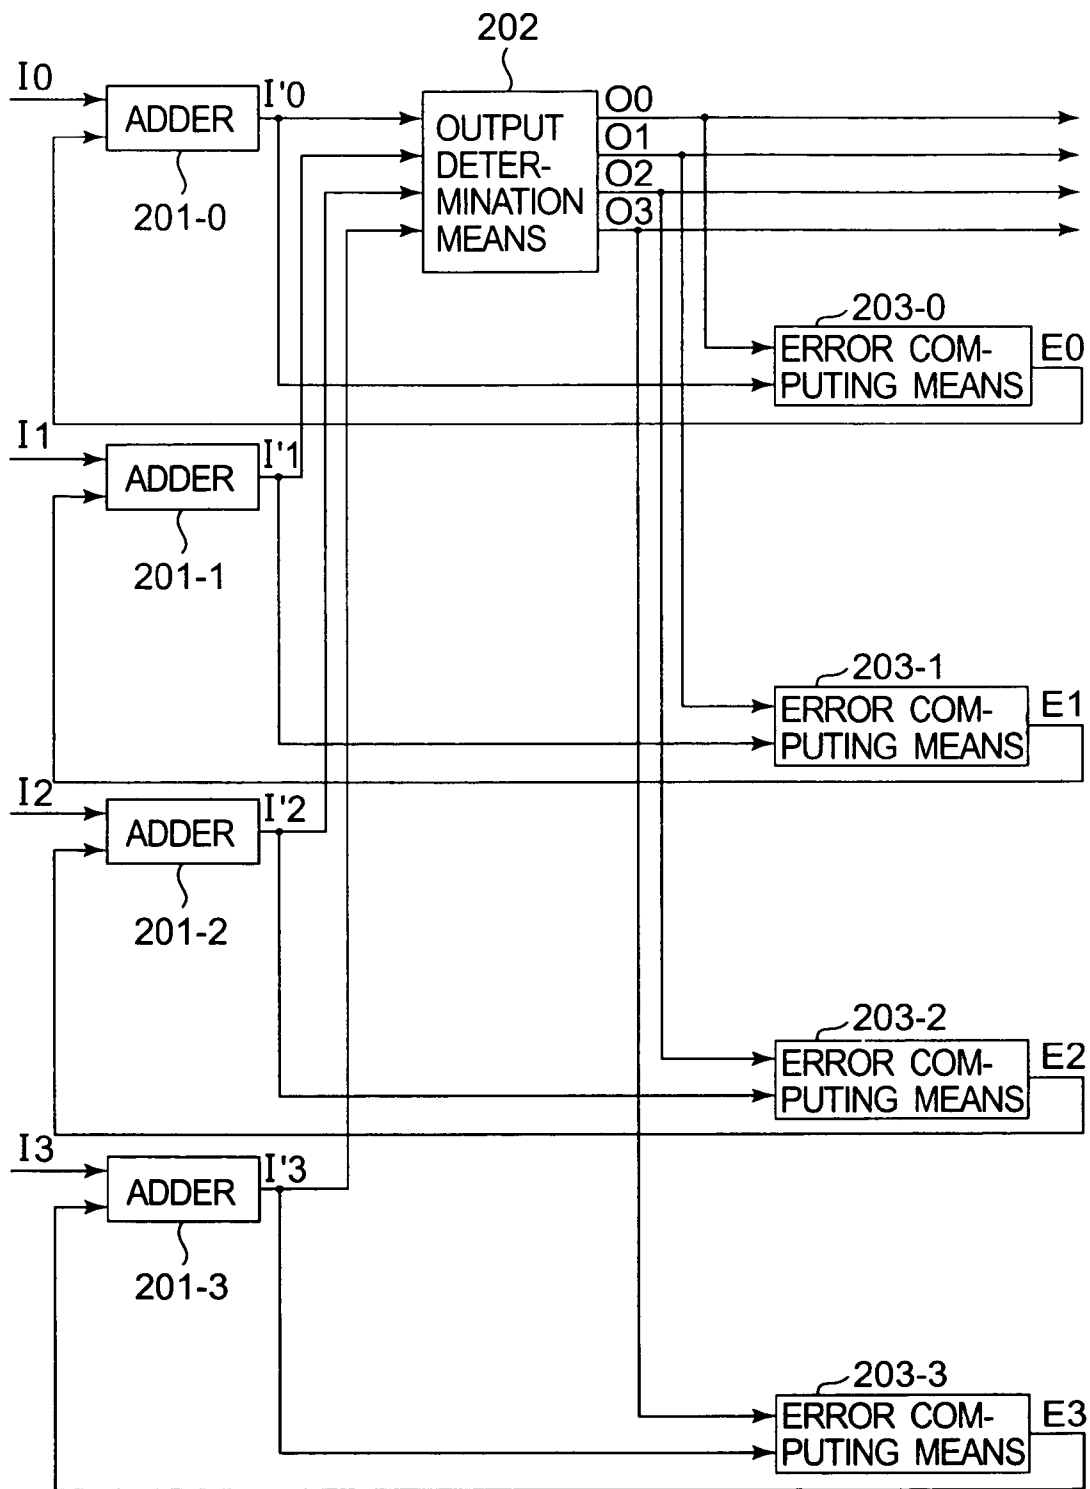 202
I0
ADDER
I'0
201-0
OUTPUT
DETER-
MINATION
MEANS
O0
O1
O2
O3
203-0
ERROR COM-
PUTING MEANS
E0
I1
ADDER
I'1
201-1
203-1
ERROR COM-
PUTING MEANS
E1
I2
ADDER
I'2
201-2
203-2
ERROR COM-
PUTING MEANS
E2
I3
ADDER
I'3
201-3
203-3
ERROR COM-
PUTING MEANS
E3